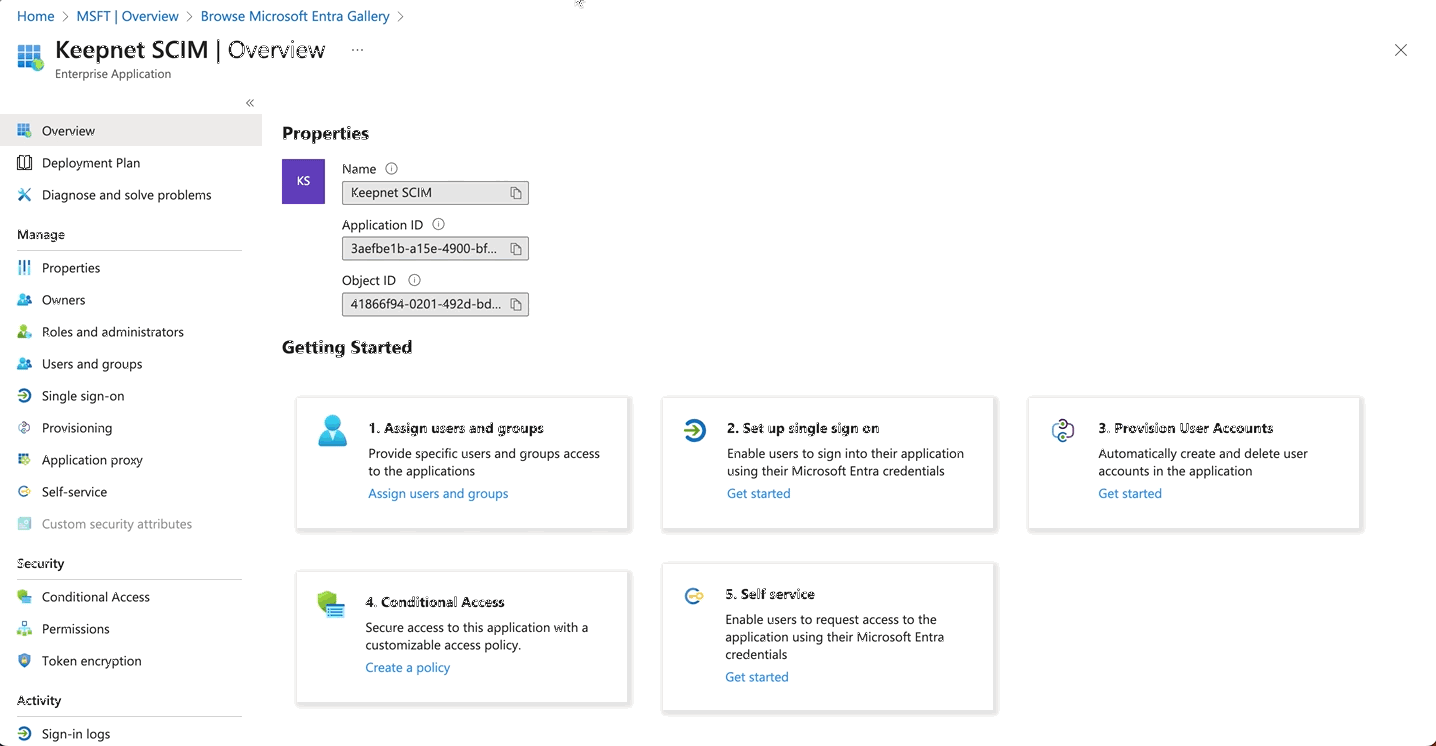 Home > MSFT | Overview > Browse Microsoft Entra Gallery >
Keepnet SCIM | Overview ...
Enterprise Application
«
Overview
Deployment Plan
Diagnose and solve problems
Manage
Properties
Owners
Roles and administrators
Users and groups
Single sign-on
Provisioning
Application proxy
Self-service
Custom security attributes
Security
Conditional Access
Permissions
Token encryption
Activity
Sign-in logs
Properties
KS
Name
Keepnet SCIM
Application ID
3aefbe1b-a15e-4900-bf...
Object ID
41866f94-0201-492d-bd...
Getting Started
1. Assign users and groups
Provide specific users and groups access
to the applications
Assign users and groups
2. Set up single sign on
Enable users to sign into their application
using their Microsoft Entra credentials
Get started
3. Provision User Accounts
Automatically create and delete user
accounts in the application
Get started
4. Conditional Access
Secure access to this application with a
customizable access policy.
Create a policy
5. Self service
Enable users to request access to the
application using their Microsoft Entra
credentials
Get started